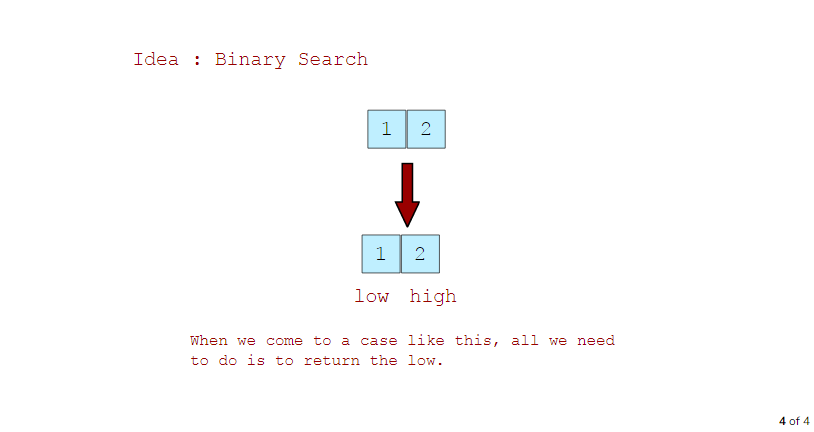 Idea : Binary Search
1 2
1 2
low high
When we come to a case like this, all we need
to do is to return the low.
4 of 4